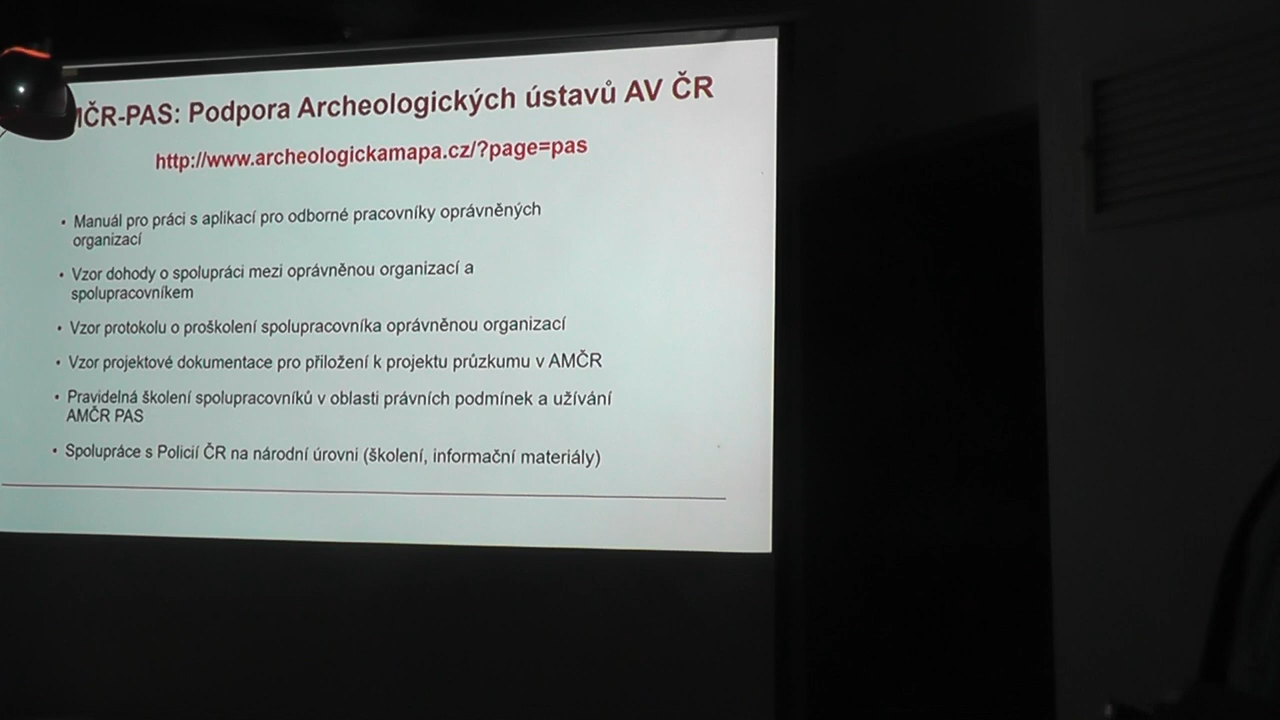 MČR-PAS: Podpora Archeologických ústavů AV ČR
http://www.archeologickamapa.cz/?page=pas
• Manuál pro práci s aplikací pro odborné pracovníky oprávněných
organizací
• Vzor dohody o spolupráci mezi oprávněnou organizací a
spolupracovníkem
• Vzor protokolu o proškolení spolupracovníka oprávněnou organizací
• Vzor projektové dokumentace pro přiložení k projektu průzkumu v AMČR
• Pravidelná školení spolupracovníků v oblasti právních podmínek a užívání
AMČR PAS
• Spolupráce s Policií ČR na národní úrovni (školení, informační materiály)